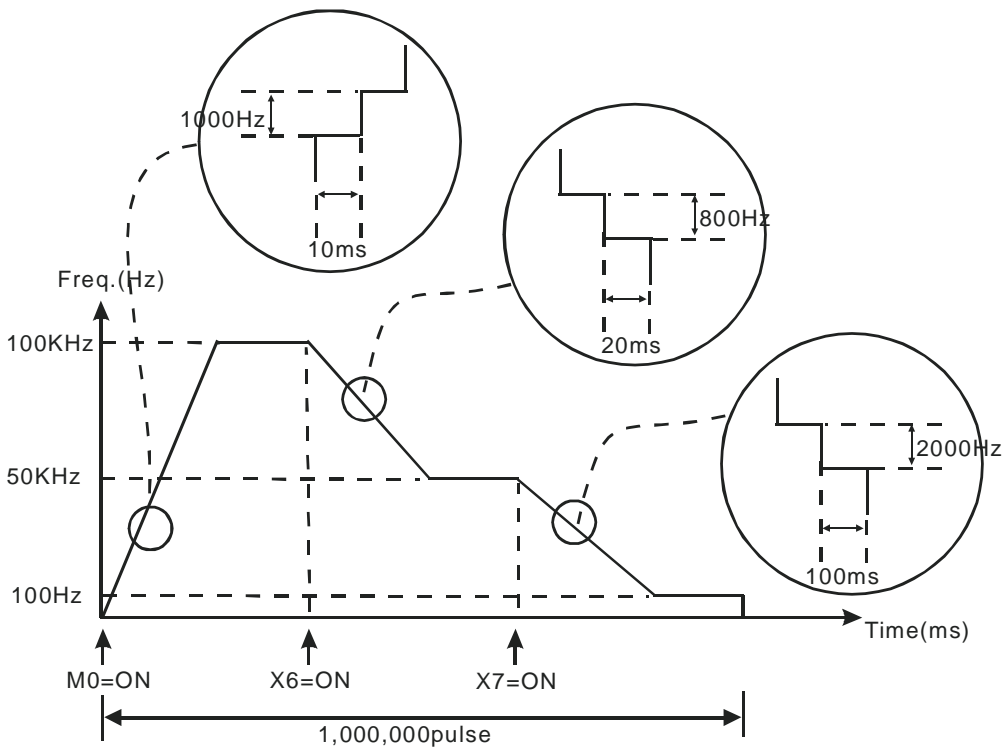 1000Hz
10ms
800Hz
20ms
2000Hz
100ms
Freq.(Hz)
100KHz
50KHz
100Hz
Time(ms)
M0=ON
X6=ON
X7=ON
1,000,000pulse